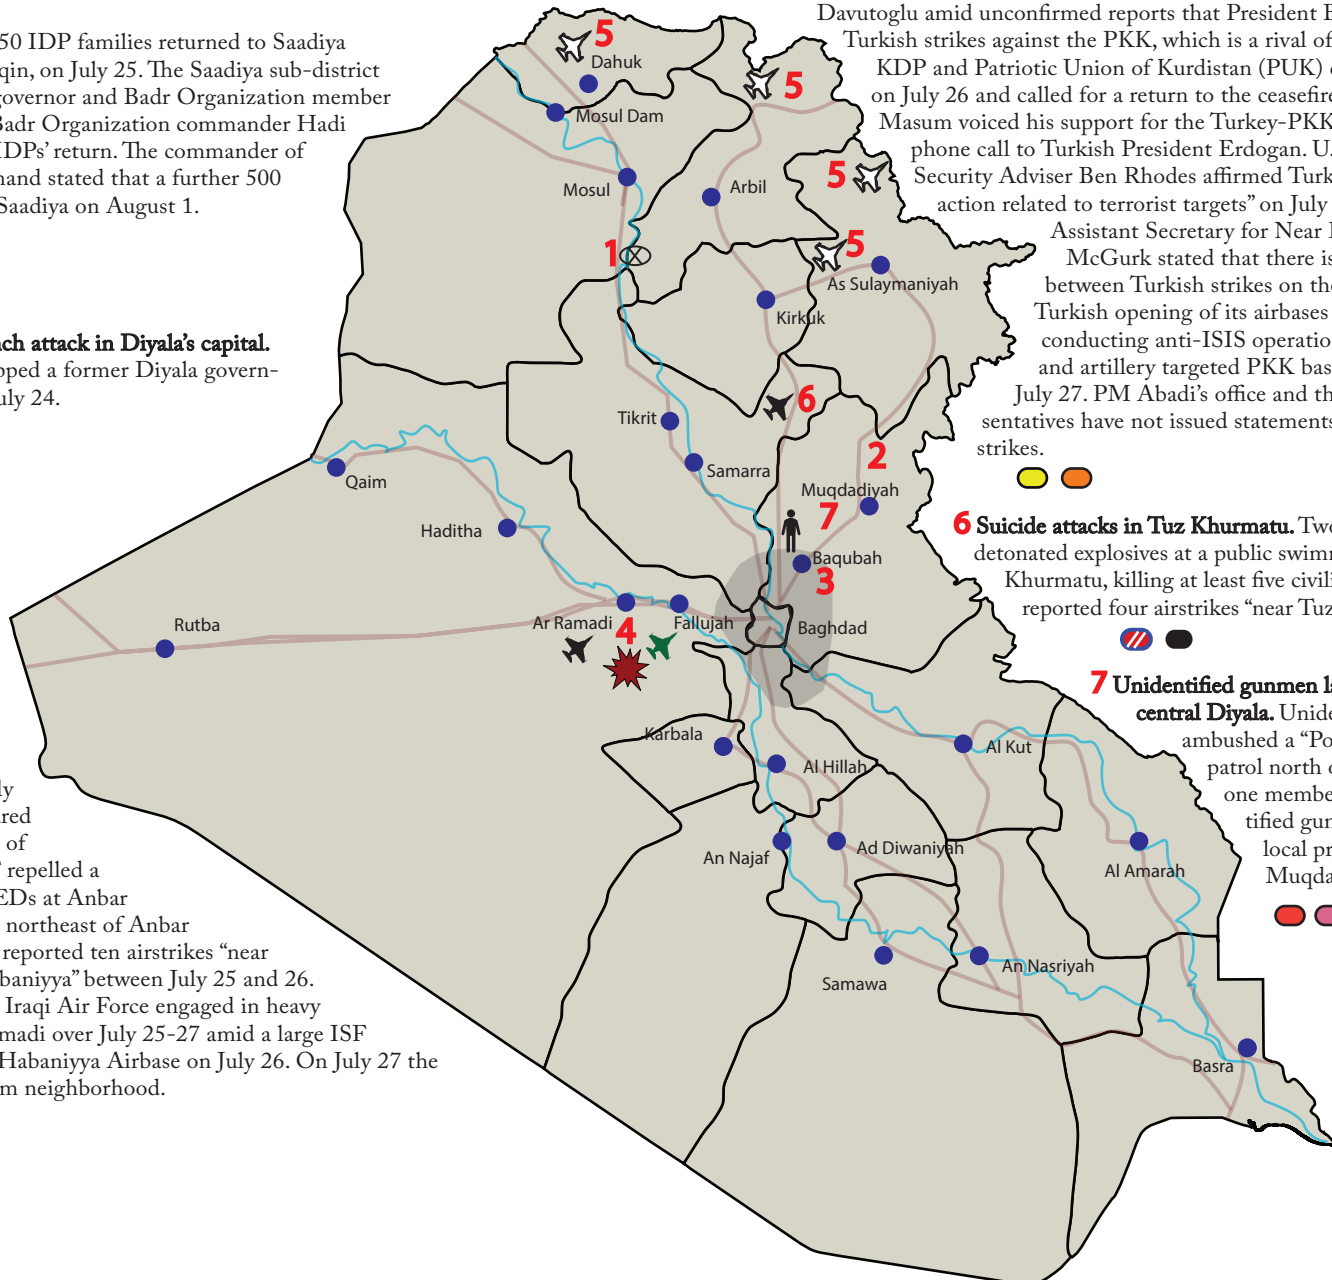 50 IDP families returned to Saadiya
qin, on July 25. The Saadiya sub-district
governor and Badr Organization member
Badr Organization commander Hadi
IDPs’ return. The commander of
mand stated that a further 500
Saadiya on August 1.
ch attack in Diyala’s capital.
pped a former Diyala govern-
uly 24.
ly
ured
of
repelled a
EDs at Anbar
northeast of Anbar
reported ten airstrikes “near
baniyya” between July 25 and 26.
Iraqi Air Force engaged in heavy
madi over July 25-27 amid a large ISF
Habaniyya Airbase on July 26. On July 27 the
m neighborhood.
5
Dahuk
Mosul Dam
5
Mosul
Arbil
5
1
5
As Sulaymaniyah
Kirkuk
6
Tikrit
2
Samarra
Muqdadiyah
Qaim
7
Haditha
Baqubah
3
Ar Ramadi
4
Fallujah
Baghdad
Rutba
Karbala
Al Kut
Al Hillah
An Najaf
Ad Diwaniyah
Al Amarah
An Nasriyah
Samawa
Basra
Davutoglu amid unconfirmed reports that President B
Turkish strikes against the PKK, which is a rival of
KDP and Patriotic Union of Kurdistan (PUK)
on July 26 and called for a return to the ceasefire
Masum voiced his support for the Turkey-PKK
phone call to Turkish President Erdogan. U.
Security Adviser Ben Rhodes affirmed Turk
action related to terrorist targets” on July
Assistant Secretary for Near
McGurk stated that there is
between Turkish strikes on the
Turkish opening of its airbases
conducting anti-ISIS operatio
and artillery targeted PKK bas
July 27. PM Abadi’s office and th
sentatives have not issued statements
strikes.
6 Suicide attacks in Tuz Khurmatu. Two
detonated explosives at a public swimm
Khurmatu, killing at least five civili
reported four airstrikes “near Tuz
7 Unidentified gunmen la
central Diyala. Unide
ambushed a “Po
patrol north o
one membe
tified gun
local pr
Muqda